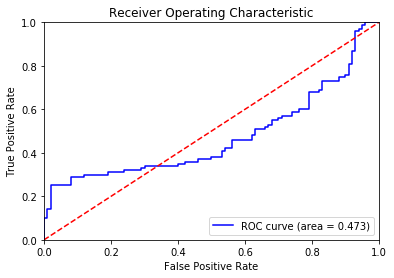 Receiver Operating Characteristic
1.0
0.8
0.6
0.4
0.2
0.0
True Positive Rate
0.0 0.2 0.4 0.6 0.8 1.0
False Positive Rate
ROC curve (area = 0.473)